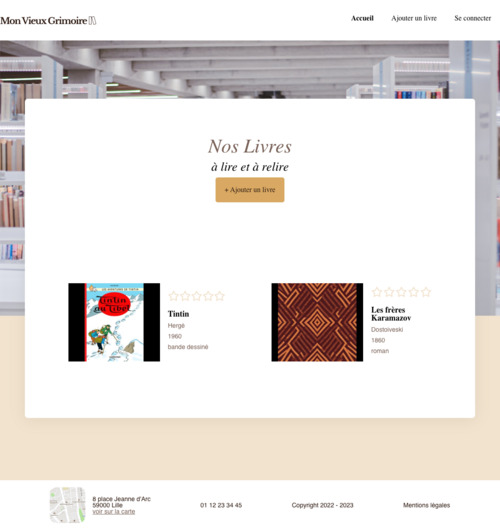 Mon Vieux Grimoire
Accueil Ajouter un livre Se connecter
Nos Livres
à lire et à relire
+ Ajouter un livre
LES AVENTURES DE TINTIN
Tintin
au Tibet
Tintin
Hergé
1960
bande dessiné
Les frères
Karamazov
Dostoiveski
1860
roman
8 place Jeanne d'Arc
59000 Lille
voir sur la carte
01 12 23 34 45
Copyright 2022 - 2023
Mentions légales